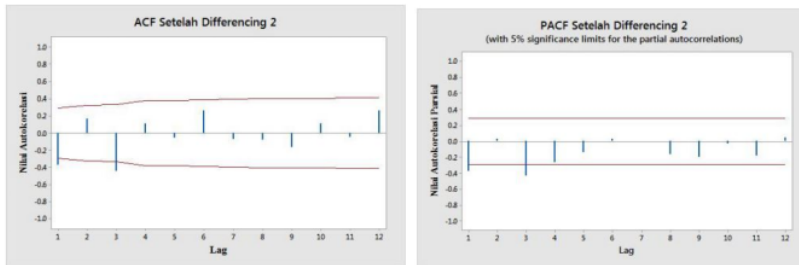 ACF Setelah Differencing 2
Nilai Autokorelasi
1.0
0.8
0.6
0.4
0.2
0.0
-0.2
-0.4
-0.6
-0.8
-1.0
1 2 3 4 5 6 7 8 9 10 11 12
Lag
PACF Setelah Differencing 2
(with 5% significance limits for the partial autocorrelations)
Nilai Autokorelasi Parsial
1.0
0.8
0.6
0.4
0.2
0.0
-0.2
-0.4
-0.6
-0.8
-1.0
1 2 3 4 5 6 7 8 9 10 11 12
Lag